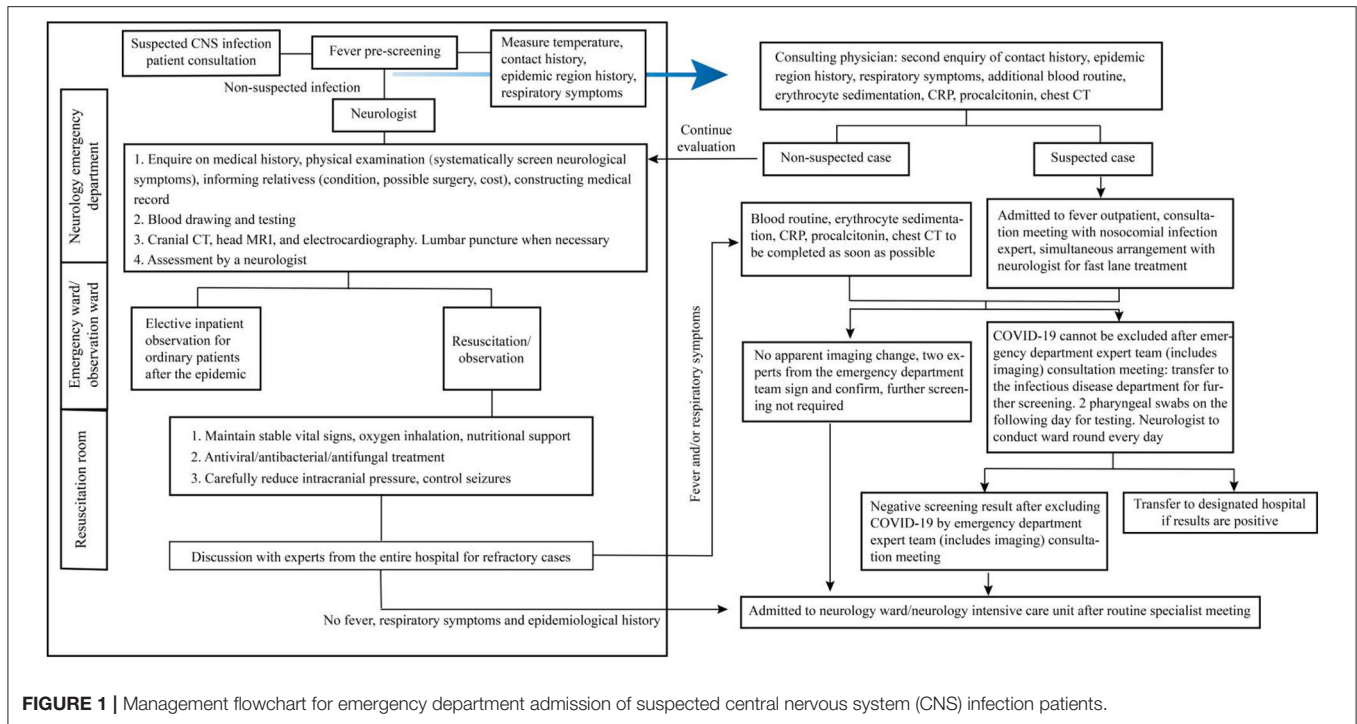 Suspected CNS infection
patient consultation
Fever pre-screening
Measure temperature,
contact history,
epidemic region history,
respiratory symptoms
Non-suspected infection
Neurologist
Consulting physician: second enquiry of contact history, epidemic
region history, respiratory symptoms, additional blood routine,
erythrocyte sedimentation, CRP, procalcitonin, chest CT
Continue
evaluation
Non-suspected case
Suspected case
Neurology emergency
department
1. Enquire on medical history, physical examination (systematically screen neurological
symptoms), informing relativess (condition, possible surgery, cost), constructing medical
record
2. Blood drawing and testing
3. Cranial CT, head MRI, and electrocardiography. Lumbar puncture when necessary
4. Assessment by a neurologist
Blood routine, erythrocyte sedimenta-
tion, CRP, procalcitonin, chest CT to
be completed as soon as possible
Admitted to fever outpatient, consulta-
tion meeting with nosocomial infection
expert, simultaneous arrangement with
neurologist for fast lane treatment
Emergency ward/
observation ward
Elective inpatient
observation for
ordinary patients
after the epidemic
Resuscitation/
observation
Fever and/or respiratory symptoms
No apparent imaging change, two ex-
perts from the emergency department
team sign and confirm, further screen-
ing not required
COVID-19 cannot be excluded after emer-
gency department expert team (includes
imaging) consultation meeting: transfer to
the infectious disease department for fur-
ther screening. 2 pharyngeal swabs on the
following day for testing. Neurologist to
conduct ward round every day
Resuscitation room
1. Maintain stable vital signs, oxygen inhalation, nutritional support
2. Antiviral/antibacterial/antifungal treatment
3. Carefully reduce intracranial pressure, control seizures
Negative screening result after excluding
COVID-19 by emergency department
expert team (includes imaging) consulta-
tion meeting
Transfer to designated hospital
if results are positive
Discussion with experts from the entire hospital for refractory cases
No fever, respiratory symptoms and epidemiological history
Admitted to neurology ward/neurology intensive care unit after routine specialist meeting
FIGURE 1 | Management flowchart for emergency department admission of suspected central nervous system (CNS) infection patients.